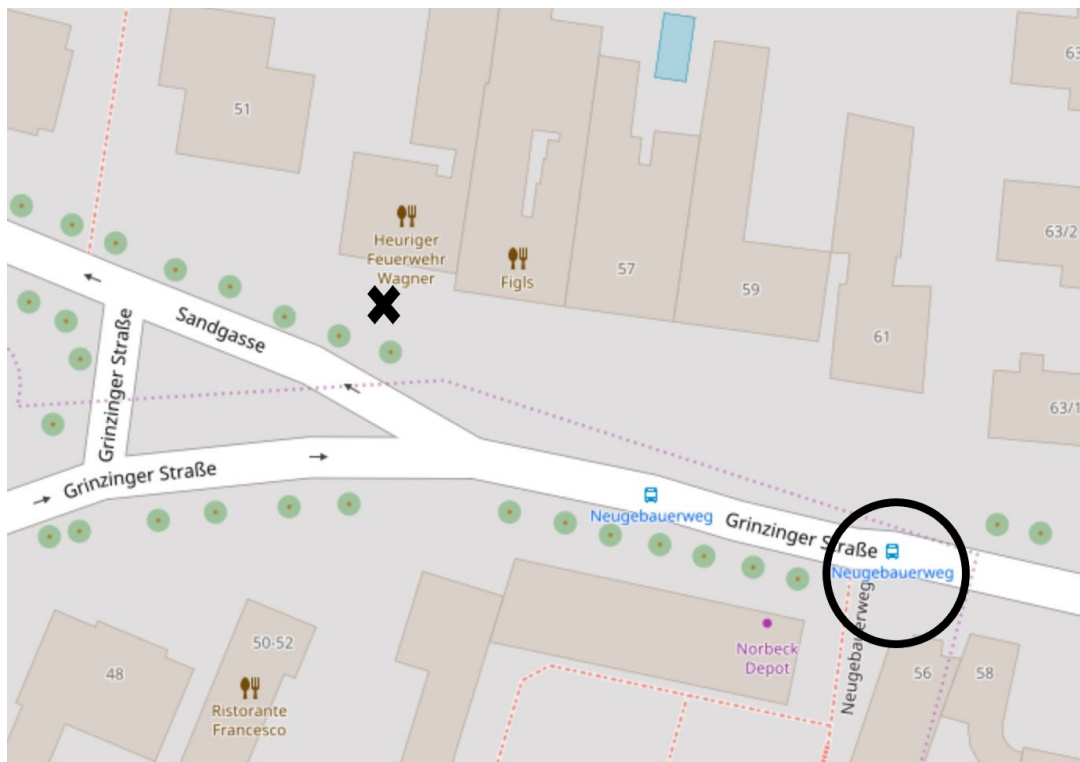 63
51
Heuriger
Feuerwehr
Wagner
Figls
57
59
61
63/2
63/1
Sandgasse
Grinzinger Straße
Grinzinger Straße
Neugebauerweg
Grinzinger Straße
Neugebauerweg
Neugebauerweg
Norbeck
Depot
50-52
48
56
58
Ristorante
Francesco